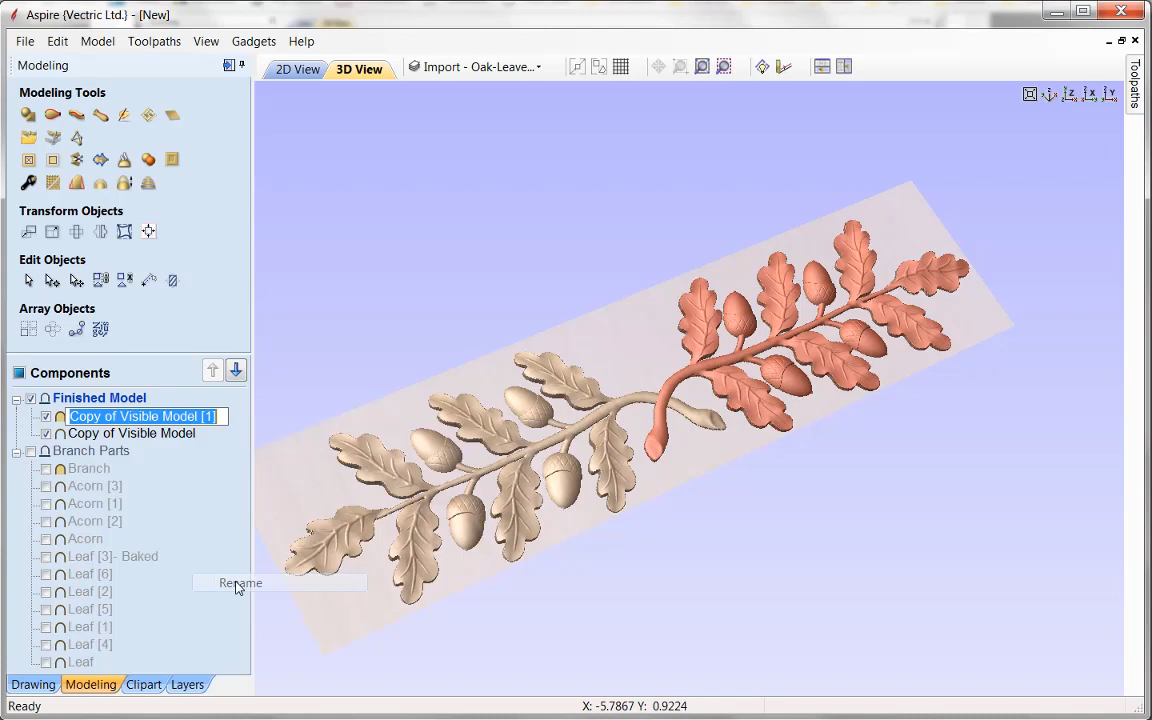 Aspire {Vectric Ltd.} - [New]
File Edit Model Toolpaths View Gadgets Help
Modeling
2D View 3D View Import - Oak-Leave...
Toolpaths
Modeling Tools
Z X Y
Transform Objects
Edit Objects
Array Objects
Components
Finished Model
Copy of Visible Model [1]
Copy of Visible Model
Branch Parts
Branch
Acorn [3]
Acorn [1]
Acorn [2]
Acorn
Leaf [3]- Baked
Leaf [6]
Rename
Leaf [2]
Leaf [5]
Leaf [1]
Leaf [4]
Leaf
Drawing Modeling Clipart Layers
Ready X: -5.7867 Y: 0.9224